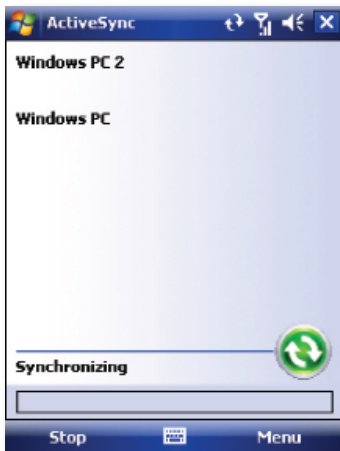 ActiveSync
Windows PC 2
Windows PC
Synchronizing
Stop Menu